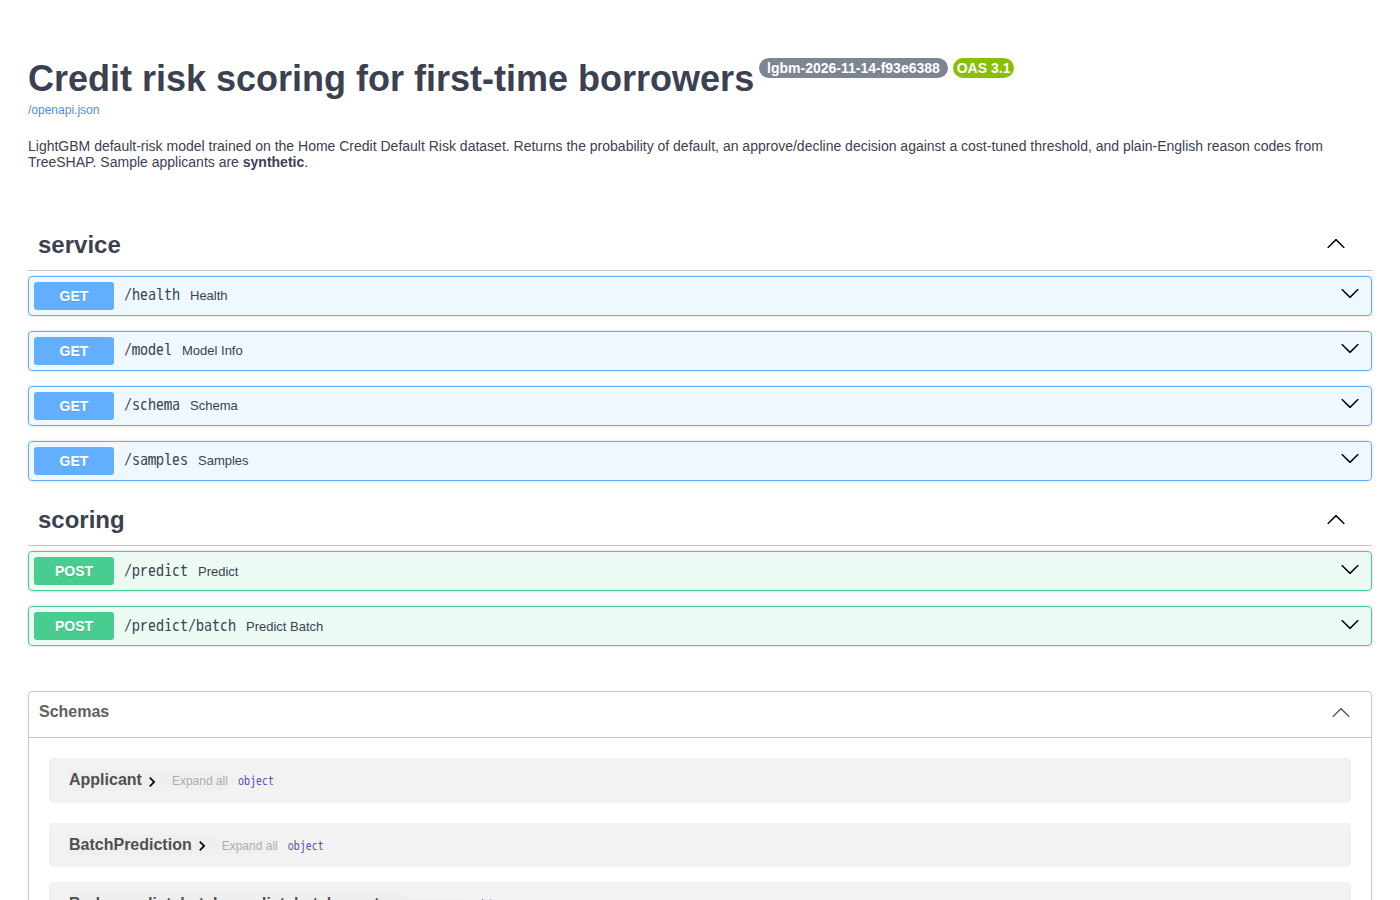 Credit risk scoring for first-time borrowers lgbm-2026-11-14-f93e6388 OAS 3.1
/openapi.json
LightGBM default-risk model trained on the Home Credit Default Risk dataset. Returns the probability of default, an approve/decline decision against a cost-tuned threshold, and plain-English reason codes from
TreeSHAP. Sample applicants are synthetic.
service
GET /health Health
GET /model Model Info
GET /schema Schema
GET /samples Samples
scoring
POST /predict Predict
POST /predict/batch Predict Batch
Schemas
Applicant Expand all object
BatchPrediction Expand all object